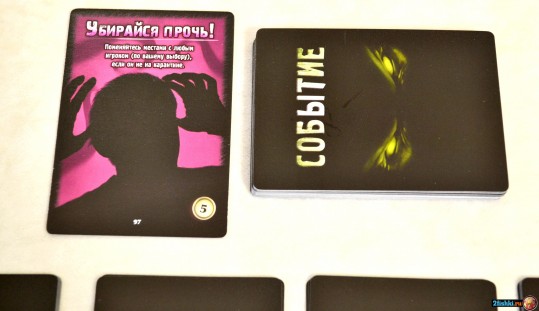 Убирайся прочь!
Поменяйтесь местами с любым
игроком (по вашему выбору),
если он не на карантине.
5
97
СОБЫТИЕ
2fishki.ru